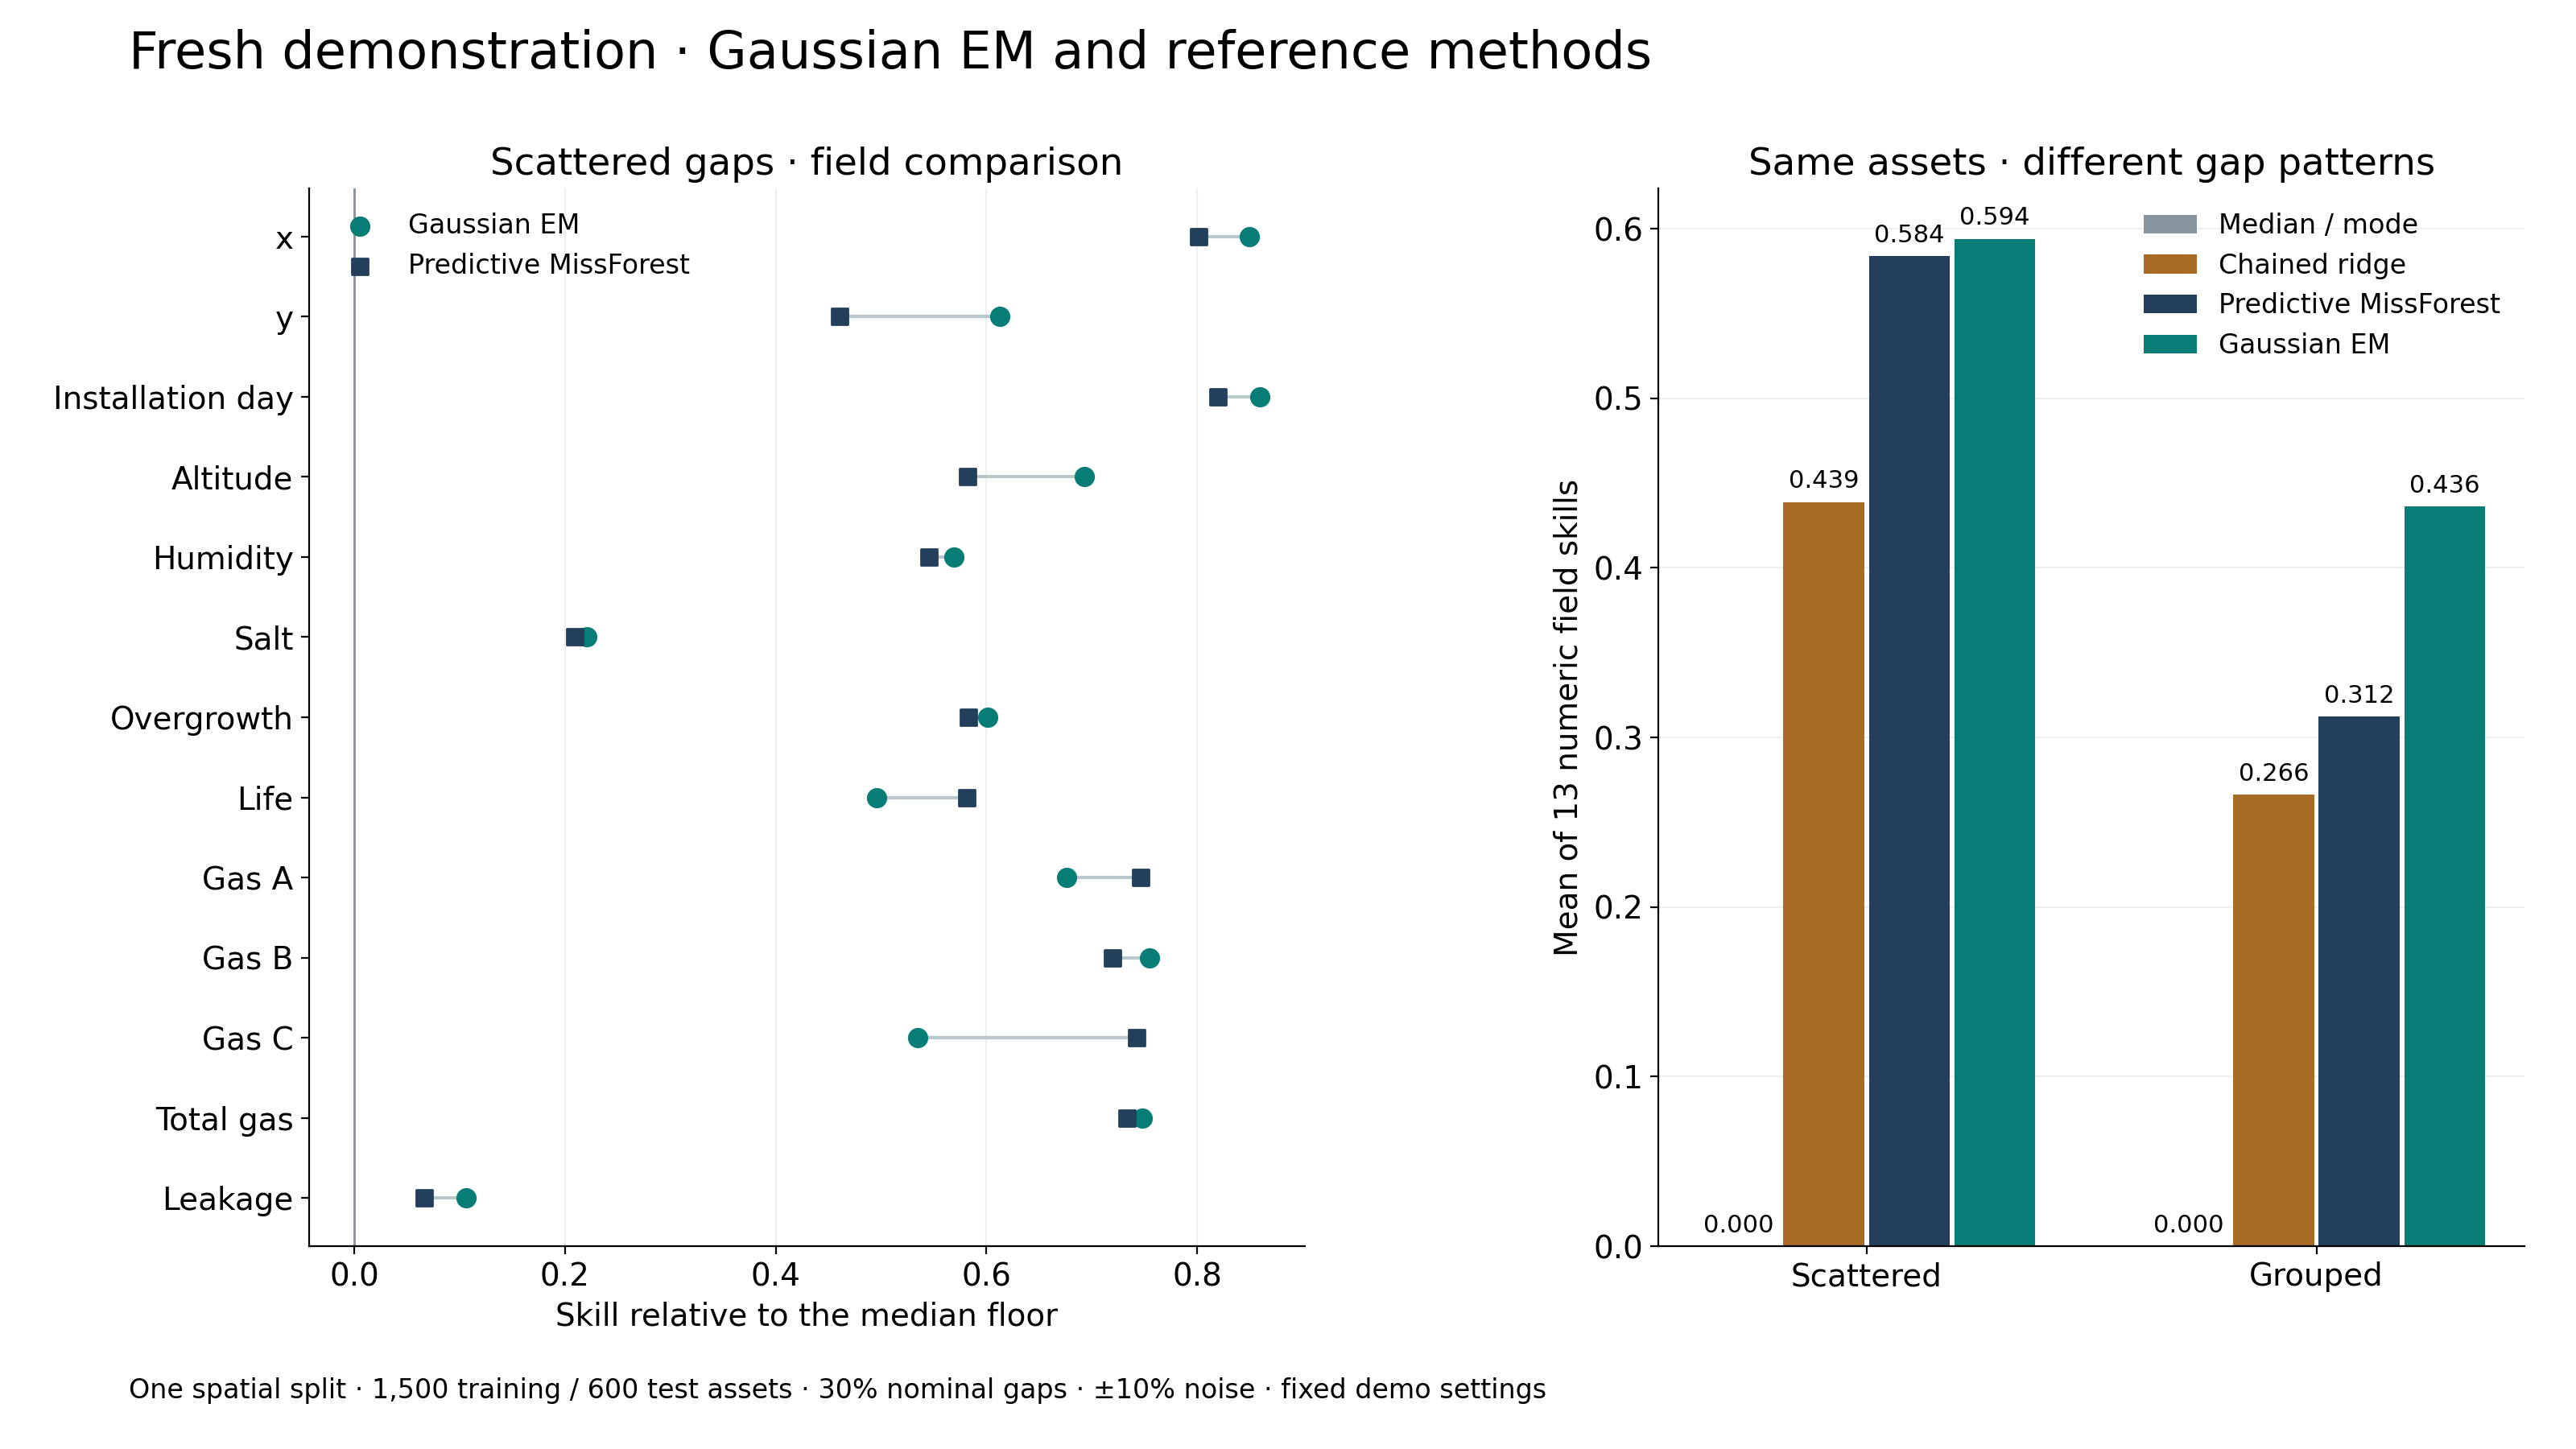 Fresh demonstration · Gaussian EM and reference methods
Scattered gaps · field comparison
Gaussian EM
Predictive MissForest
x
y
Installation day
Altitude
Humidity
Salt
Overgrowth
Life
Gas A
Gas B
Gas C
Total gas
Leakage
0.0 0.2 0.4 0.6 0.8
Skill relative to the median floor
Same assets · different gap patterns
Median / mode
Chained ridge
Predictive MissForest
Gaussian EM
Mean of 13 numeric field skills
0.6
0.5
0.4
0.3
0.2
0.1
0.0
0.000 0.439 0.584 0.594
0.000 0.266 0.312 0.436
Scattered Grouped
One spatial split · 1,500 training / 600 test assets · 30% nominal gaps · ±10% noise · fixed demo settings